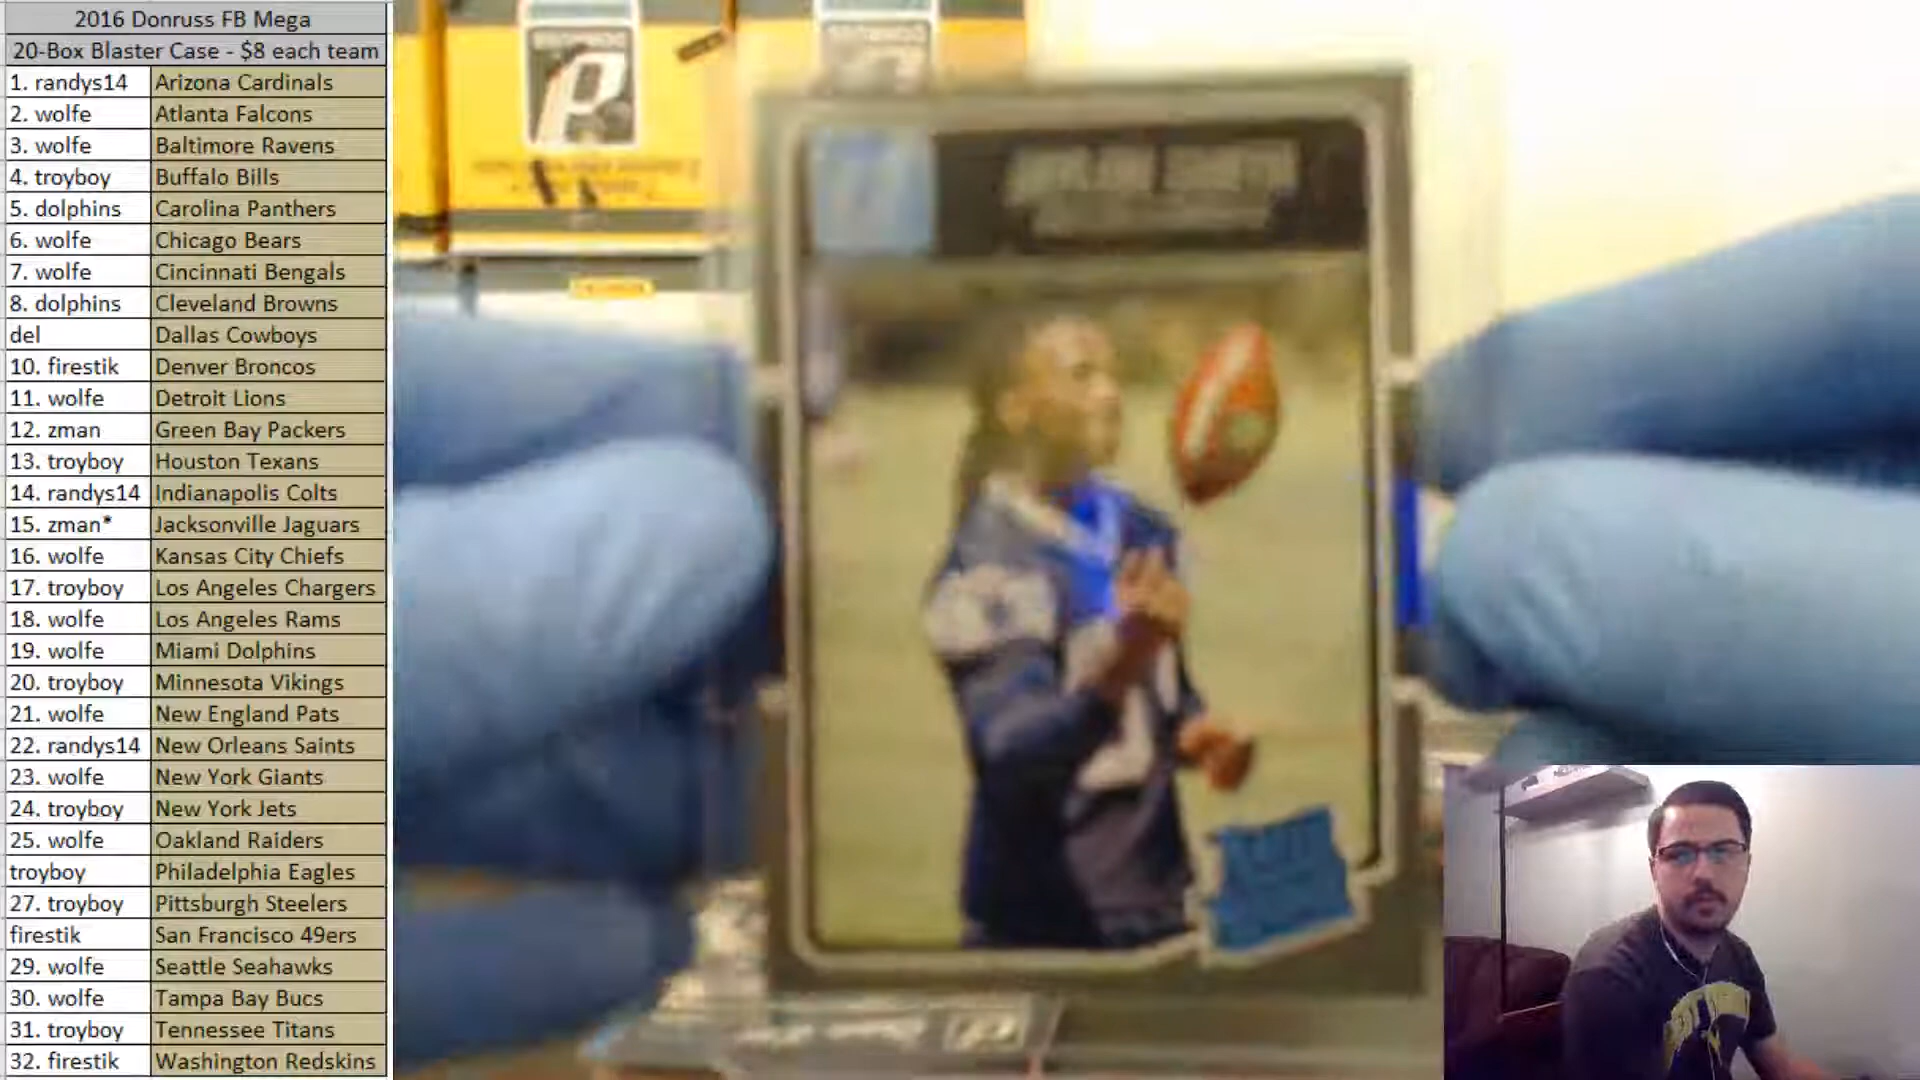 2016 Donruss FB Mega
20-Box Blaster Case - $8 each team
1. randys14 Arizona Cardinals
2. wolfe Atlanta Falcons
3. wolfe Baltimore Ravens
4. troyboy Buffalo Bills
5. dolphins Carolina Panthers
6. wolfe Chicago Bears
7. wolfe Cincinnati Bengals
8. dolphins Cleveland Browns
del Dallas Cowboys
10. firestik Denver Broncos
11. wolfe Detroit Lions
12. zman Green Bay Packers
13. troyboy Houston Texans
14. randys14 Indianapolis Colts
15. zman* Jacksonville Jaguars
16. wolfe Kansas City Chiefs
17. troyboy Los Angeles Chargers
18. wolfe Los Angeles Rams
19. wolfe Miami Dolphins
20. troyboy Minnesota Vikings
21. wolfe New England Pats
22. randys14 New Orleans Saints
23. wolfe New York Giants
24. troyboy New York Jets
25. wolfe Oakland Raiders
troyboy Philadelphia Eagles
27. troyboy Pittsburgh Steelers
firestik San Francisco 49ers
29. wolfe Seattle Seahawks
30. wolfe Tampa Bay Bucs
31. troyboy Tennessee Titans
32. firestik Washington Redskins